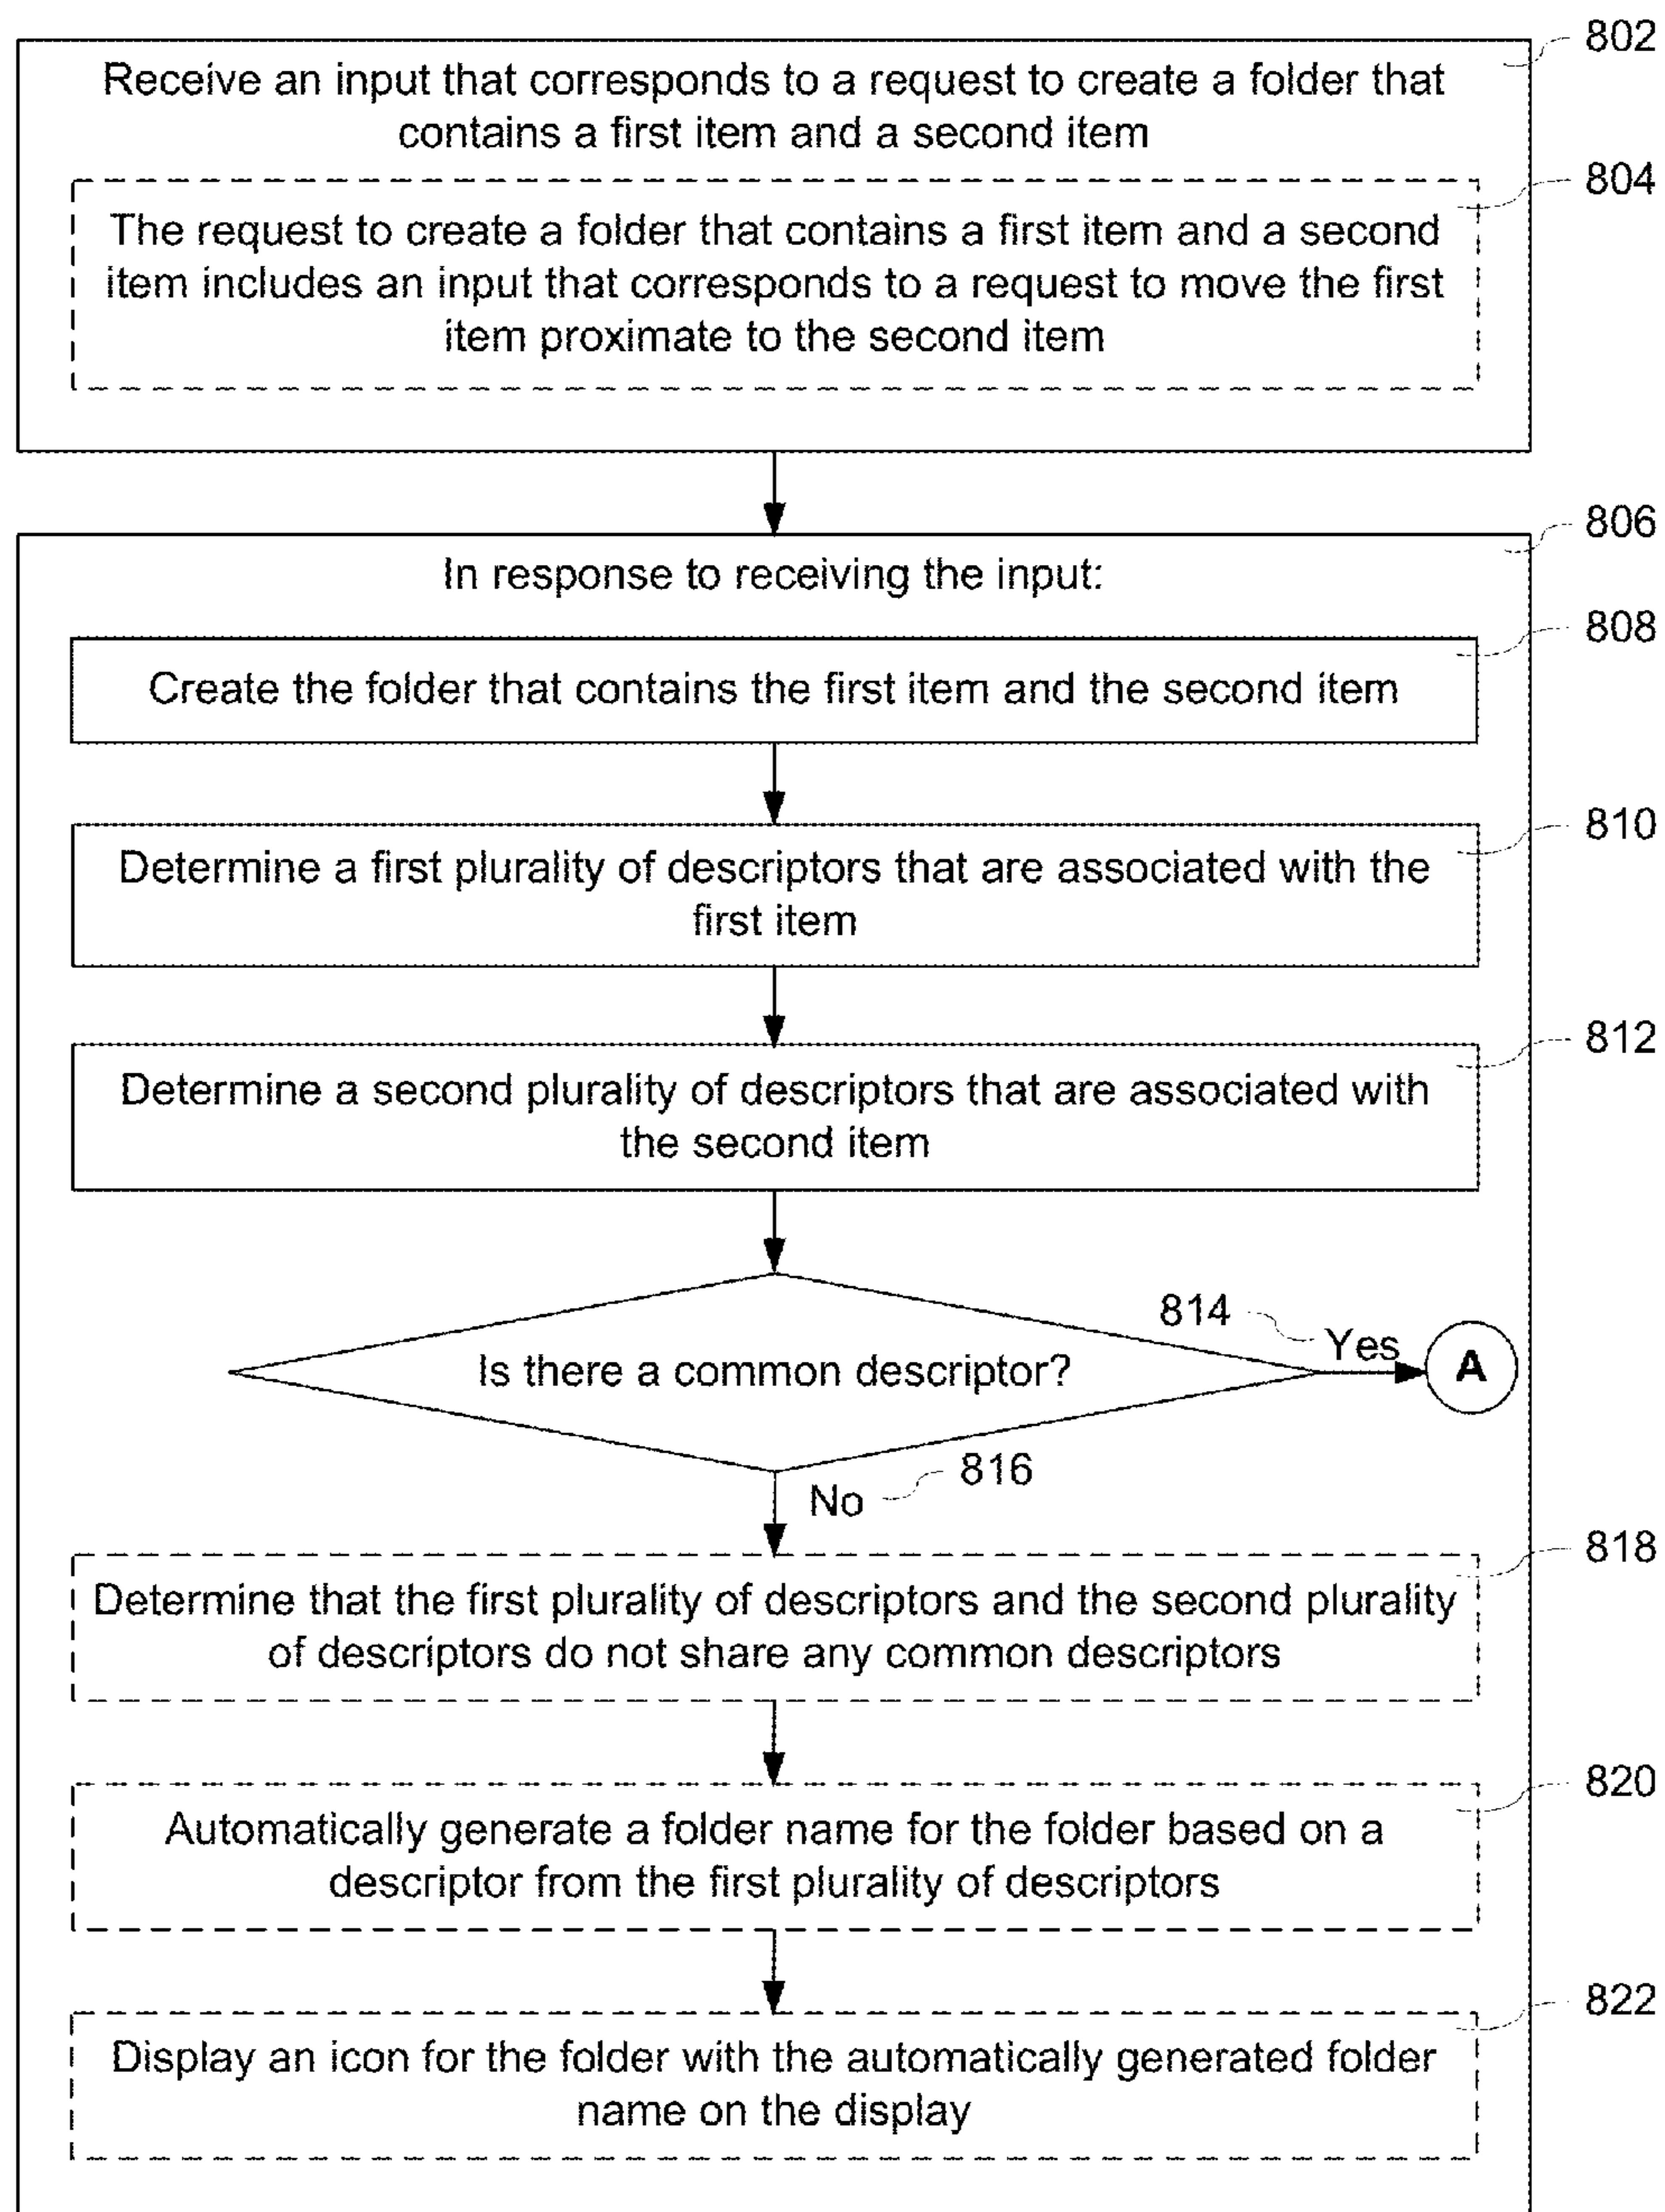 802
Receive an input that corresponds to a request to create a folder that
contains a first item and a second item
804
The request to create a folder that contains a first item and a second
item includes an input that corresponds to a request to move the first
item proximate to the second item
806
In response to receiving the input:
808
Create the folder that contains the first item and the second item
810
Determine a first plurality of descriptors that are associated with the
first item
812
Determine a second plurality of descriptors that are associated with
the second item
814
Is there a common descriptor?
Yes
A
816
No
818
Determine that the first plurality of descriptors and the second plurality
of descriptors do not share any common descriptors
820
Automatically generate a folder name for the folder based on a
descriptor from the first plurality of descriptors
822
Display an icon for the folder with the automatically generated folder
name on the display